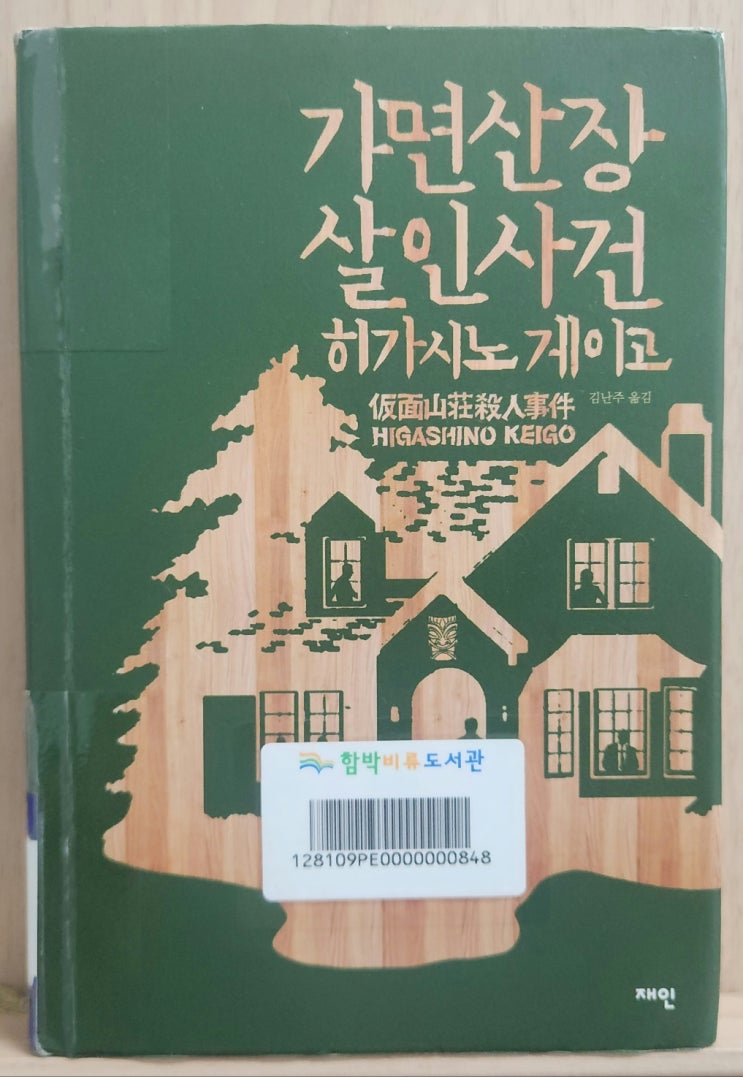 가면산장
살인사건
히가시노 게이고
仮面山荘殺人事件 김난주 옮김
HIGASHINO KEIGO
함박비류도서관
128109PE0000000848
재인